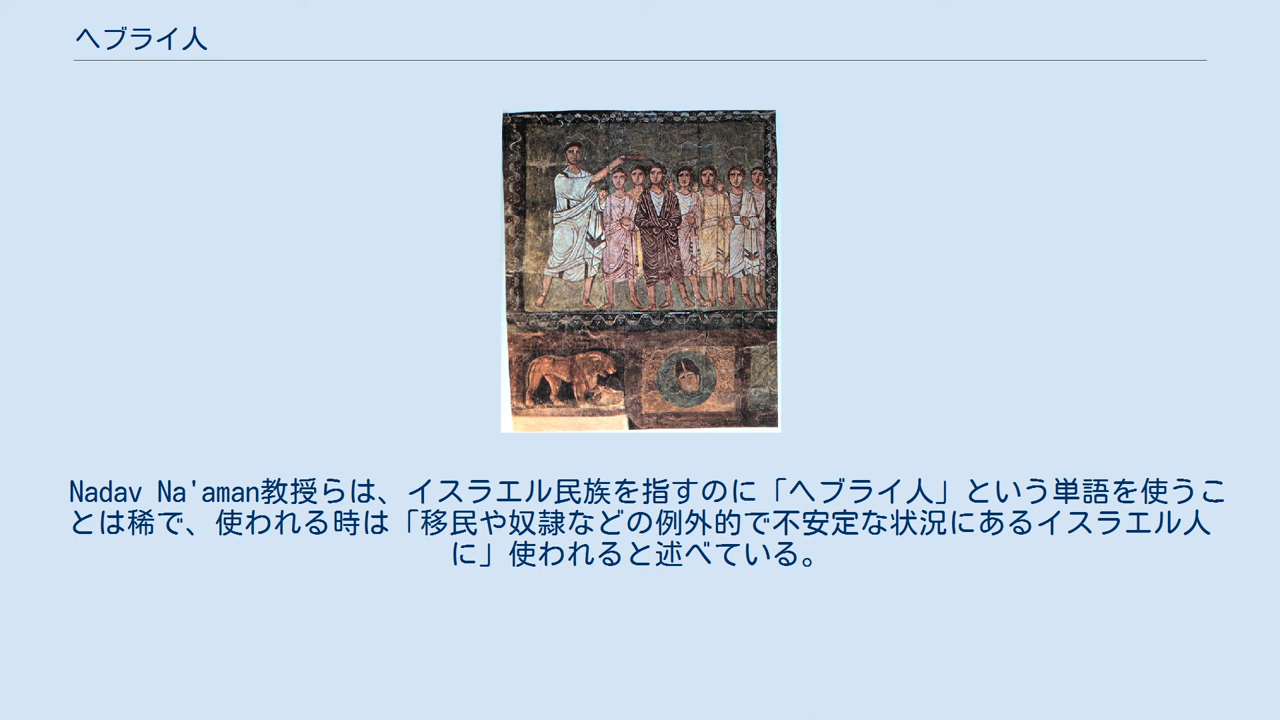 ヘブライ人
Nadav Na'aman教授らは、イスラエル民族を指すのに「ヘブライ人」という単語を使うこ
とは稀で、使われる時は「移民や奴隷などの例外的で不安定な状況にあるイスラエル人
に」使われると述べている。